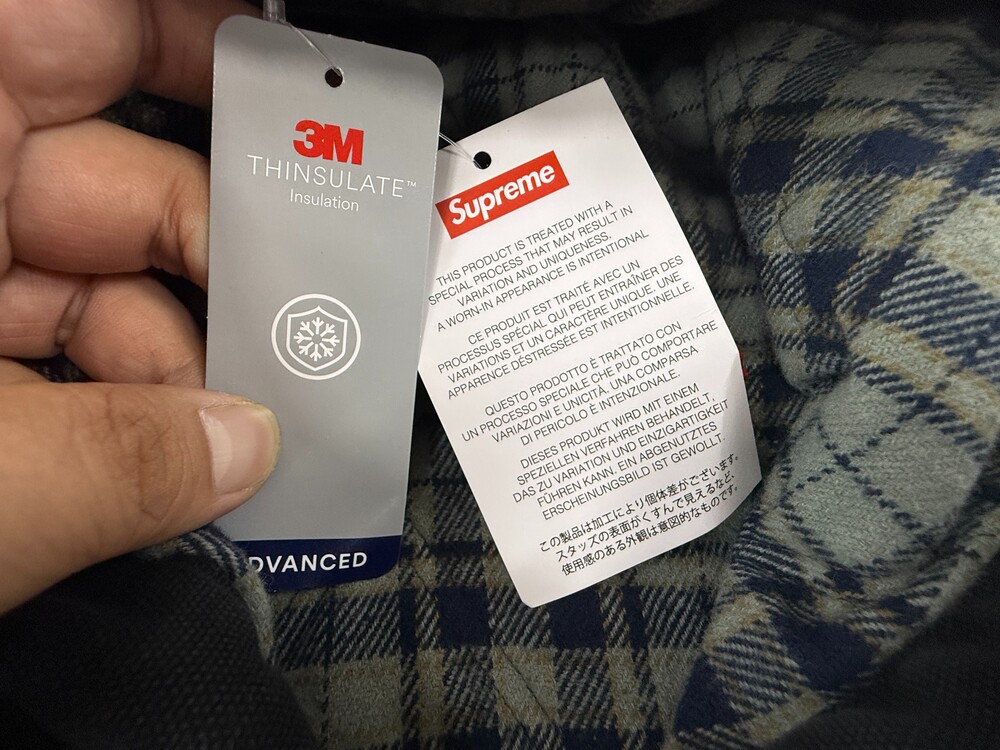 3M
THINSULATE™
Insulation
DVANCED
Supreme
THIS PRODUCT IS TREATED WITH A
SPECIAL PROCESS THAT MAY RESULT IN
VARIATION AND UNIQUENESS.
A WORN-IN APPEARANCE IS INTENTIONAL
CE PRODUIT EST TRAITÉ AVEC UN
PROCESSUS SPÉCIAL QUI PEUT ENTRAÎNER DES
VARIATIONS ET UN CARACTÈRE UNIQUE. UNE
APPARENCE DÉSTRESSÉE EST INTENTIONNELLE.
QUESTO PRODOTTO È TRATTATO CON
UN PROCESSO SPECIALE CHE PUÒ COMPORTARE
VARIAZIONI E UNICITÀ. UNA COMPARSA
DI PERICOLO È INTENZIONALE.
DIESES PRODUKT WIRD MIT EINEM
SPEZIELLEN VERFAHREN BEHANDELT,
DAS ZU VARIATION UND EINZIGARTIGKEIT
FÜHREN KANN. EIN ABGENUTZTES
ERSCHEINUNGSBILD IST GEWOLLT.
この製品は加工により個体差がございます。
スタッズの表面がくすんで見えるなど、
使用感のある外観は意図的なものです。